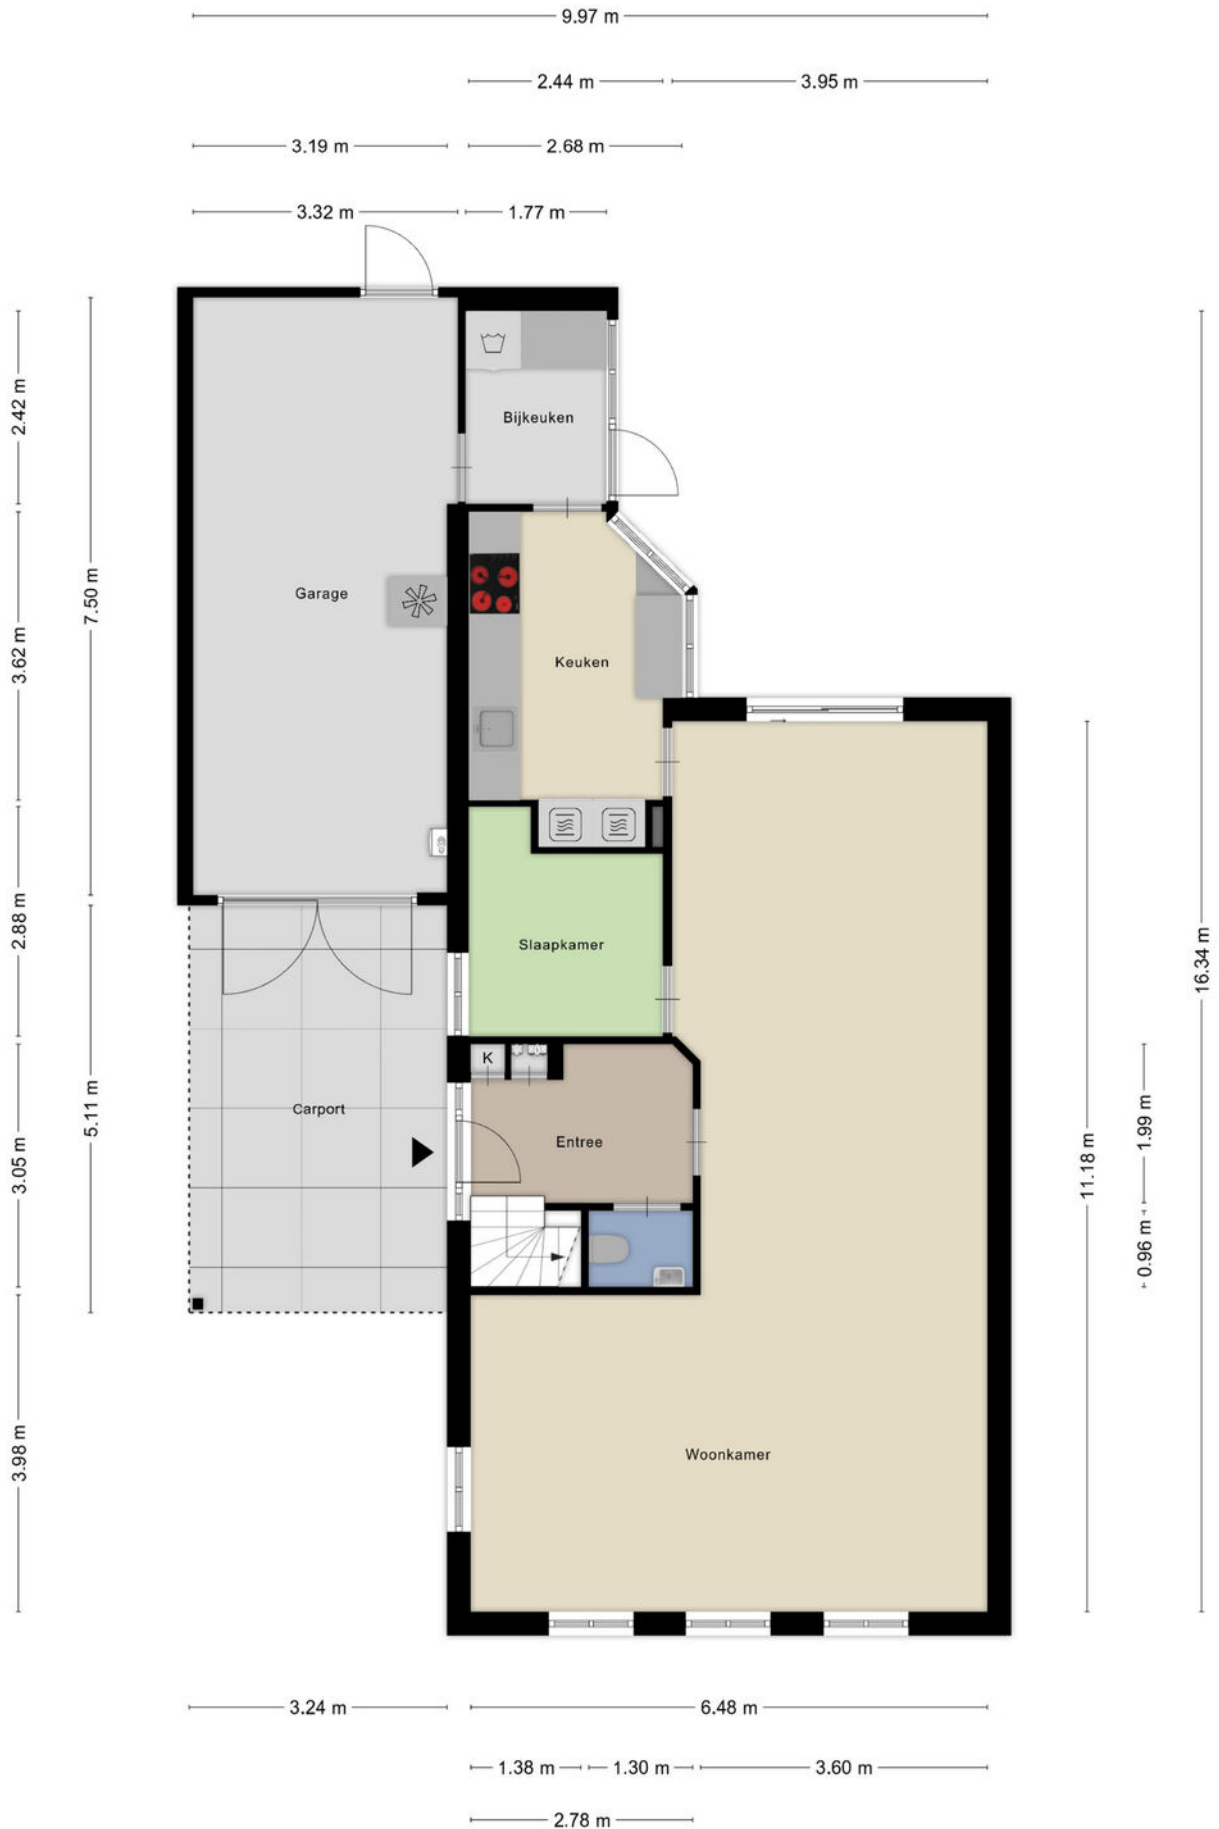 9.97 m
2.44 m
3.95 m
3.19 m
2.68 m
3.32 m
1.77 m
2.42 m
Bijkeuken
7.50 m
Garage
3.62 m
Keuken
2.88 m
Slaapkamer
16.34 m
K
5.11 m
Carport
Entree
3.05 m
1.99 m
11.18 m
0.96 m
3.98 m
Woonkamer
3.24 m
6.48 m
1.38 m
1.30 m
3.60 m
2.78 m